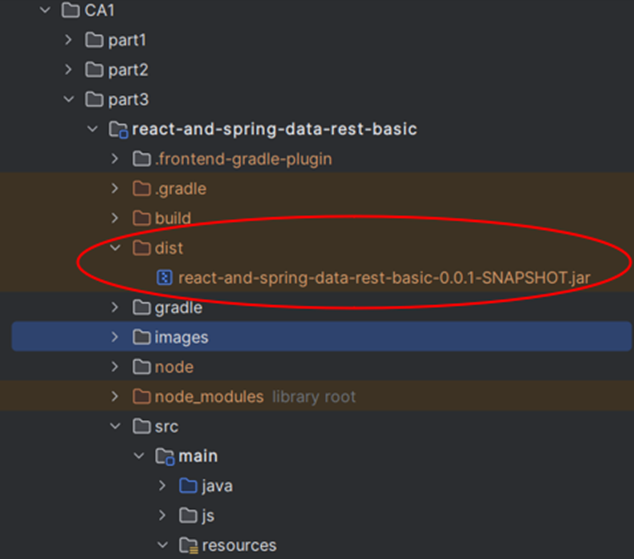 CA1
part1
part2
part3
react-and-spring-data-rest-basic
.frontend-gradle-plugin
.gradle
build
dist
react-and-spring-data-rest-basic-0.0.1-SNAPSHOT.jar
gradle
images
node
node_modules library root
src
main
java
js
resources